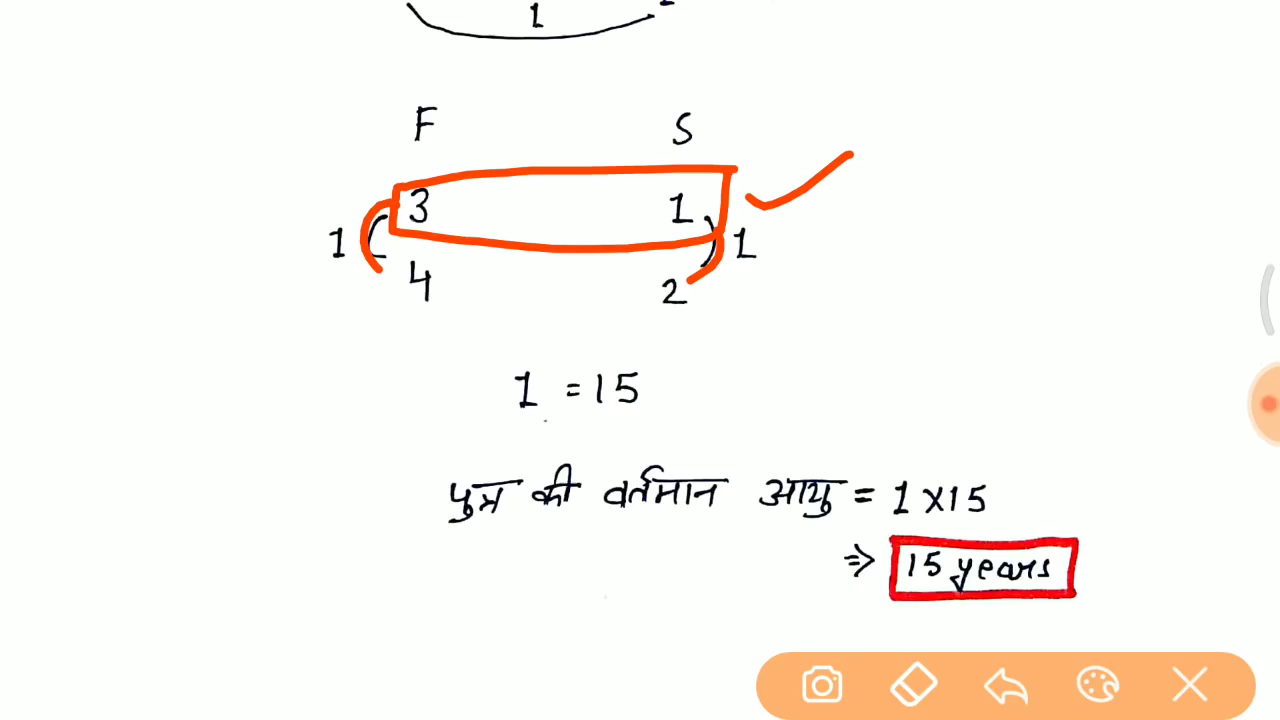 1
F S
3 1
1 1
4 2
1 = 15
पुत्र की वर्तमान आयु = 1 x 15
⇒ 15 years